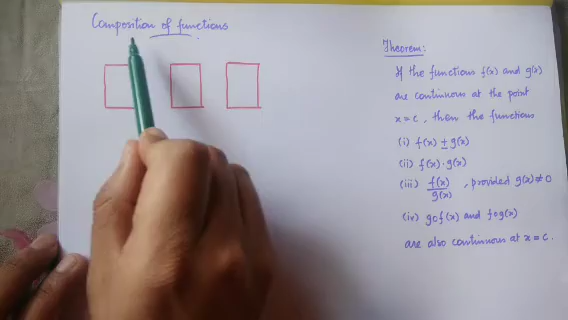 Composition of functions
Theorem:
If the functions f(x) and g(x)
are continuous at the point
x = c, then the functions
(i) f(x) ± g(x)
(ii) f(x) · g(x)
(iii) f(x)/g(x), provided g(x) ≠ 0
(iv) gof(x) and fog(x)
are also continuous at x = c.